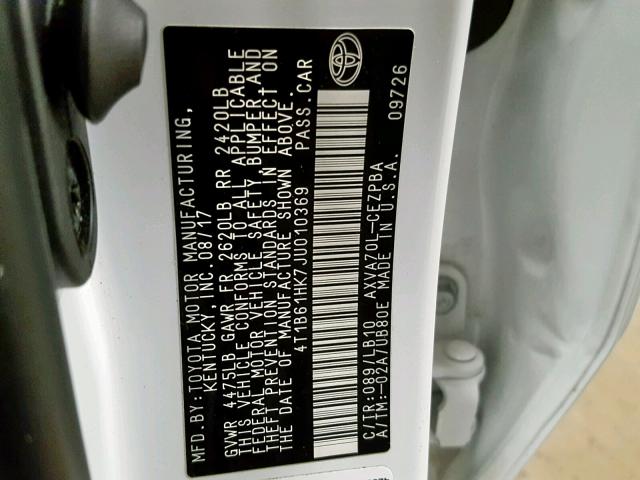 MFD.BY:TOYOTA MOTOR MANUFACTURING,
KENTUCKY, INC. 08/17
GVWR 4475LB GAWR FR 2620LB RR 2420LB
THIS VEHICLE CONFORMS TO ALL APPLICABLE
FEDERAL MOTOR VEHICLE SAFETY, BUMPER,AND
THEFT PREVENTION STANDARDS IN EFFECT ON
THE DATE OF MANUFACTURE SHOWN ABOVE.
4T1B61HK7JU010369 PASS.CAR
C/TR:089/LB10 AXVA70L-CEZPBA
A/TM:-02A/UB80E MADE IN U.S.A. 09726